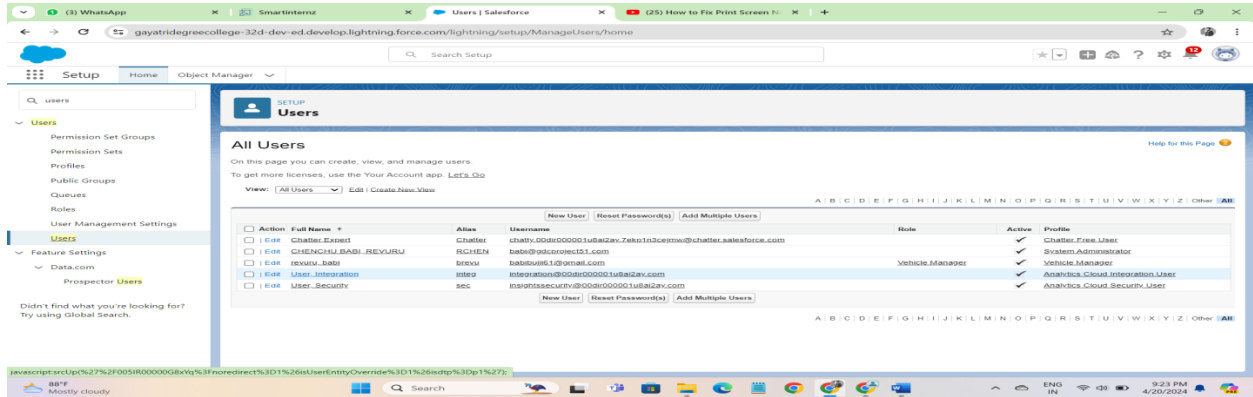 (3) WhatsApp
Smartinternz
Users | Salesforce
(25) How to Fix Print Screen N
gayatridegreecollege-32d-dev-ed.develop.lightning.force.com/lightning/setup/ManageUsers/home
Search Setup
12
Setup Home Object Manager
users
Users
Permission Set Groups
Permission Sets
Profiles
Public Groups
Queues
Roles
User Management Settings
Users
Feature Settings
Data.com
Prospector Users
Didn't find what you're looking for?
Try using Global Search.
SETUP
Users
All Users
Help for this Page
On this page you can create, view, and manage users.
To get more licenses, use the Your Account app. Let's Go
View: All Users Edit | Create New View
A | B | C | D | E | F | G | H | I | J | K | L | M | N | O | P | Q | R | S | T | U | V | W | X | Y | Z | Other All
New User Reset Password(s) Add Multiple Users
Action Full Name Alias Username Role Active Profile
Edit Chatter Expert Chatter Chatter Free User
Edit CHENCHU BABI, REVURU RCHEN babi@gdcproject51.com System Administrator
Edit revuru, babi brevu Vehicle Manager Vehicle Manager
Edit User, Integration integ integration@00dir000001u8ai2ay.com Analytics Cloud Integration User
Edit User, Security sec insightssecurity@00dir000001u8ai2ay.com Analytics Cloud Security User
New User Reset Password(s) Add Multiple Users
A | B | C | D | E | F | G | H | I | J | K | L | M | N | O | P | Q | R | S | T | U | V | W | X | Y | Z | Other All
88°F
Mostly cloudy
Search
ENG
IN
9:23 PM
4/20/2024